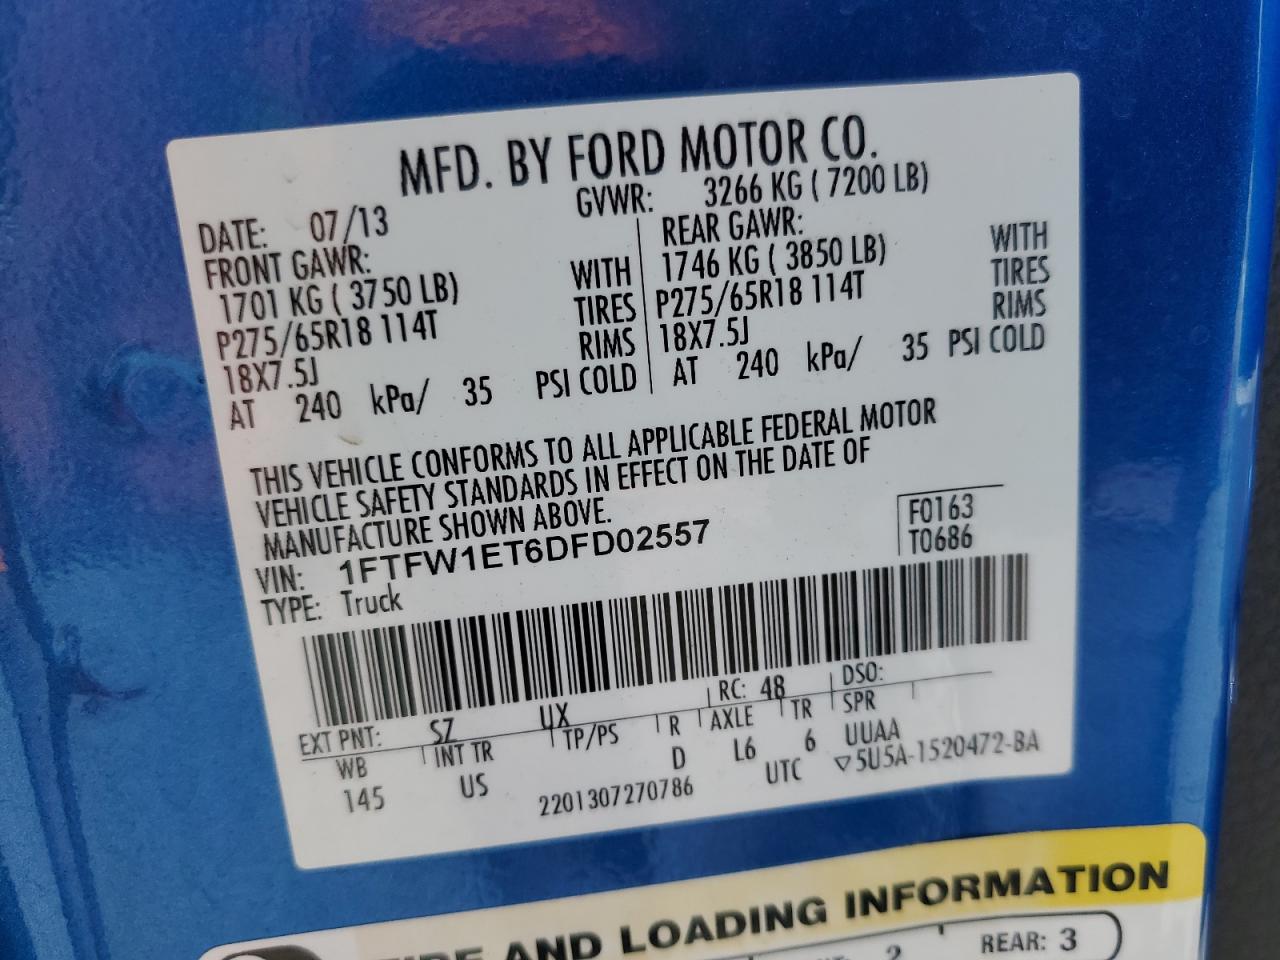 MFD. BY FORD MOTOR CO.
DATE: 07/13 GVWR: 3266 KG ( 7200 LB)
FRONT GAWR: REAR GAWR:
1701 KG ( 3750 LB) WITH 1746 KG ( 3850 LB) WITH
P275/65R18 114T TIRES P275/65R18 114T TIRES
18X7.5J RIMS 18X7.5J RIMS
AT 240 kPa/ 35 PSI COLD AT 240 kPa/ 35 PSI COLD
THIS VEHICLE CONFORMS TO ALL APPLICABLE FEDERAL MOTOR
VEHICLE SAFETY STANDARDS IN EFFECT ON THE DATE OF
MANUFACTURE SHOWN ABOVE.
F0163
T0686
VIN: 1FTFW1ET6DFD02557
TYPE: Truck
EXT PNT: SZ UX RC: 48 DSO:
WB INT TR TP/PS R AXLE TR SPR
145 US D L6 6 UUAA
2201307270786 UTC ▽5U5A-1520472-BA
AND LOADING INFORMATION
2 REAR: 3